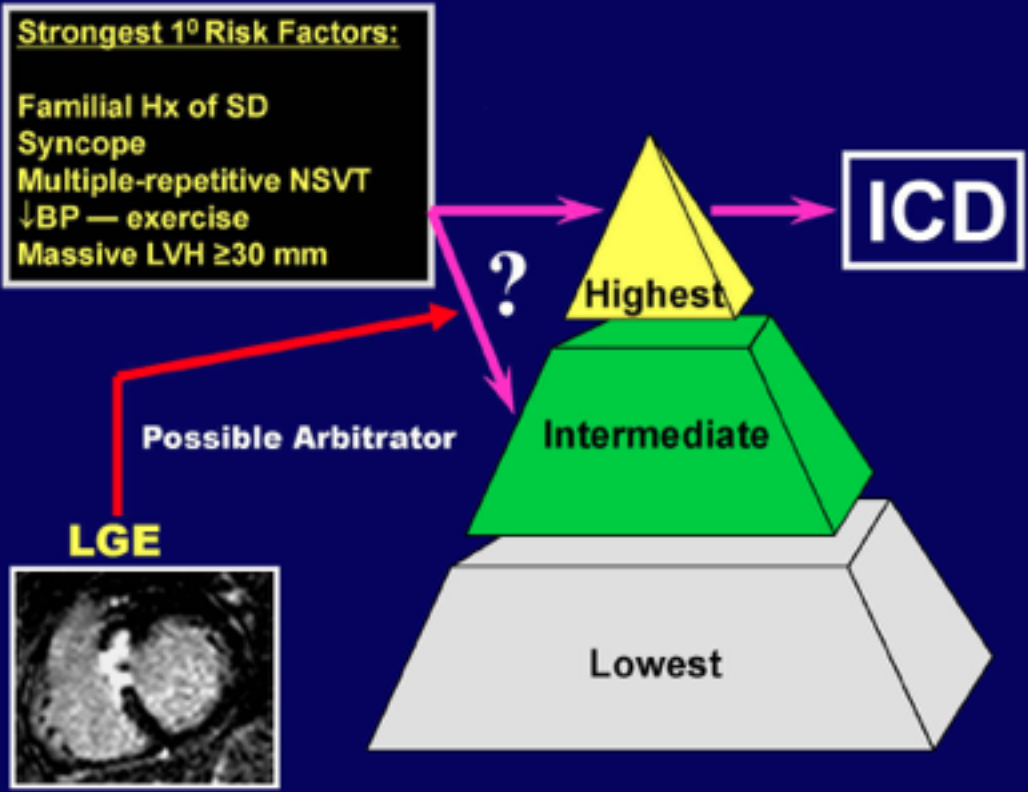 Strongest 1⁰ Risk Factors:
Familial Hx of SD
Syncope
Multiple-repetitive NSVT
↓BP — exercise
Massive LVH ≥30 mm
ICD
?
Highest
Intermediate
Possible Arbitrator
LGE
Lowest